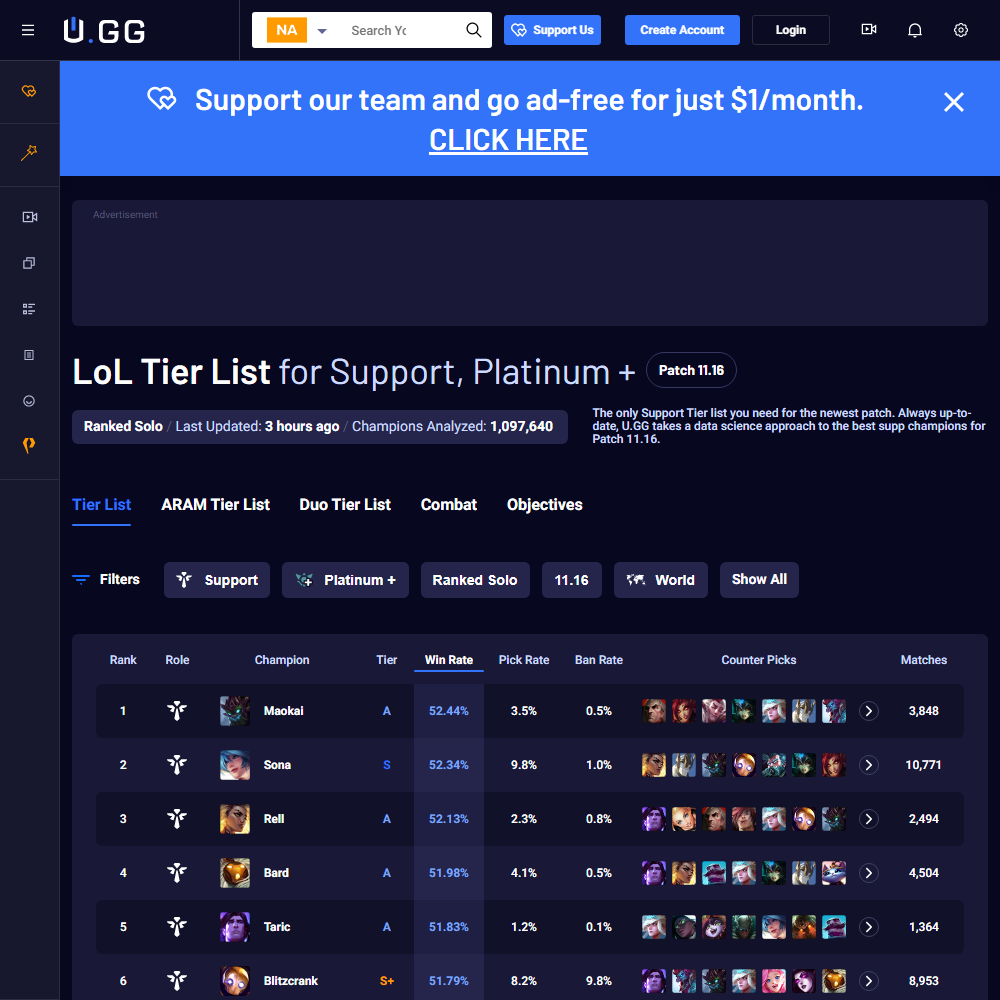 U.GG
NA Search Yo
Support Us
Create Account
Login
Support our team and go ad-free for just $1/month.
CLICK HERE
Advertisement
LoL Tier List for Support, Platinum +
Patch 11.16
Ranked Solo / Last Updated: 3 hours ago / Champions Analyzed: 1,097,640
The only Support Tier list you need for the newest patch. Always up-to-
date, U.GG takes a data science approach to the best supp champions for
Patch 11.16.
Tier List ARAM Tier List Duo Tier List Combat Objectives
Filters Support Platinum + Ranked Solo 11.16 World Show All
Rank Role Champion Tier Win Rate Pick Rate Ban Rate Counter Picks Matches
1 Maokai A 52.44% 3.5% 0.5% 3,848
2 Sona S 52.34% 9.8% 1.0% 10,771
3 Rell A 52.13% 2.3% 0.8% 2,494
4 Bard A 51.98% 4.1% 0.5% 4,504
5 Taric A 51.83% 1.2% 0.1% 1,364
6 Blitzcrank S+ 51.79% 8.2% 9.8% 8,953